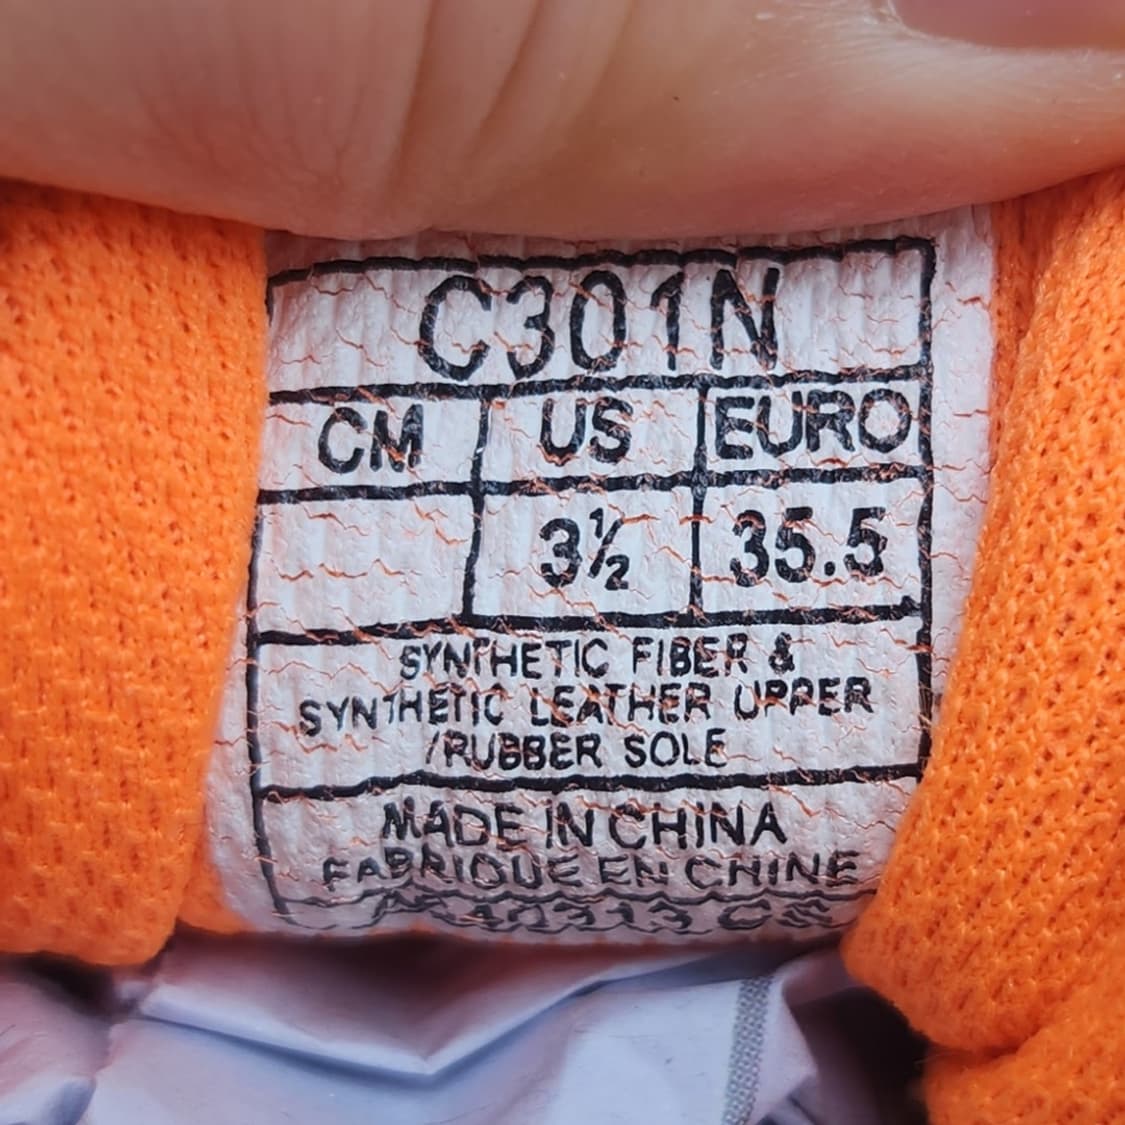 C301N
CM US EURO
3½ 35.5
SYNTHETIC FIBER &
SYNTHETIC LEATHER UPPER
/RUBBER SOLE
MADE IN CHINA
FABRIQUE EN CHINE